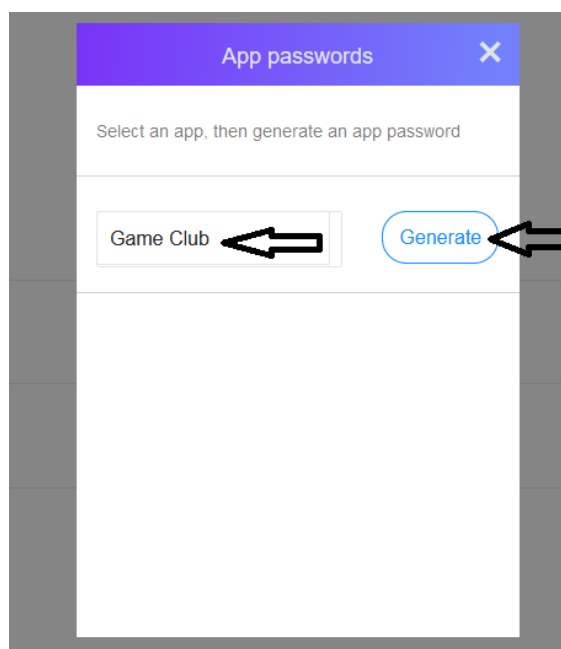 App passwords
Select an app, then generate an app password
Game Club
Generate